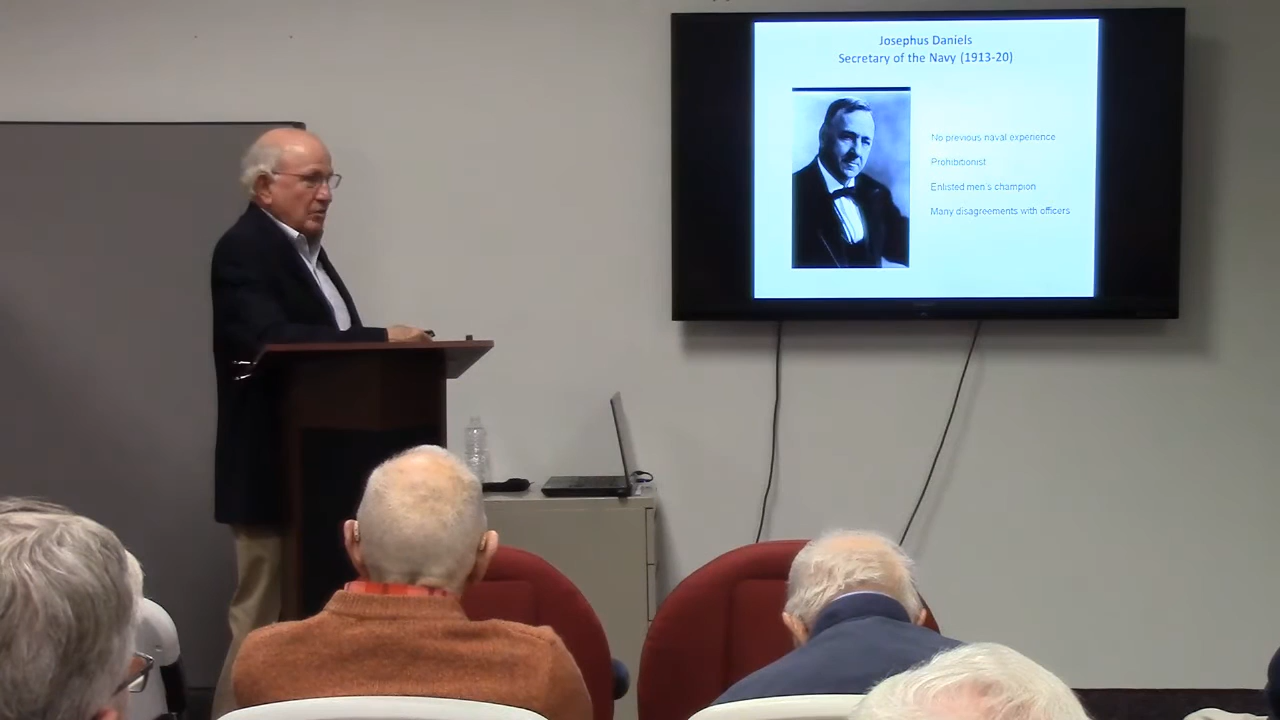 Josephus Daniels
Secretary of the Navy (1913-20)
No previous naval experience
Prohibitionist
Enlisted men's champion
Many disagreements with officers